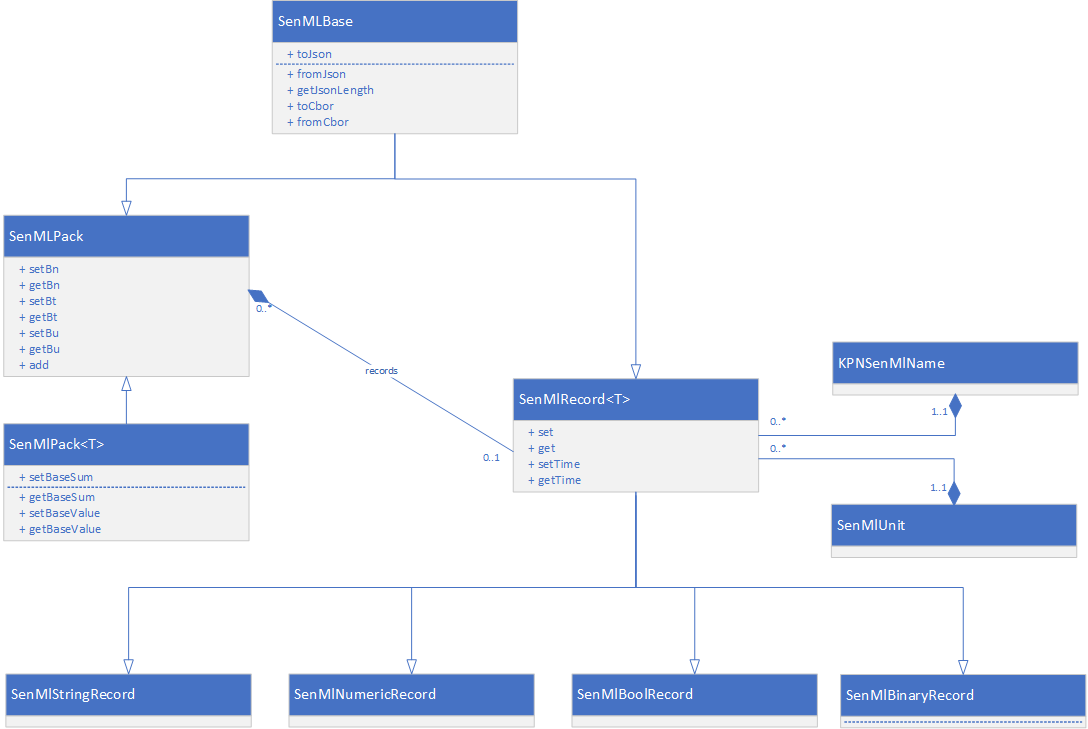 SenMLBase
+ toJson
+ fromJson
+ getJsonLength
+ toCbor
+ fromCbor
SenMLPack
+ setBn
+ getBn
+ setBt
+ getBt
+ setBu
+ getBu
+ add
0..*
records
0..1
SenMlPack<T>
+ setBaseSum
+ getBaseSum
+ setBaseValue
+ getBaseValue
SenMlRecord<T>
+ set
+ get
+ setTime
+ getTime
0..*
0..*
KPNSenMlName
1..1
1..1
SenMlUnit
SenMlStringRecord
SenMlNumericRecord
SenMlBoolRecord
SenMlBinaryRecord